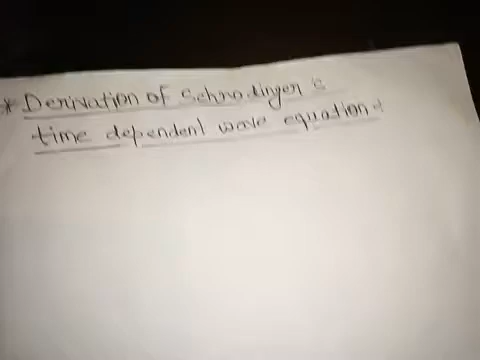 * Derivation of Schrodinger's
time dependent wave equation: